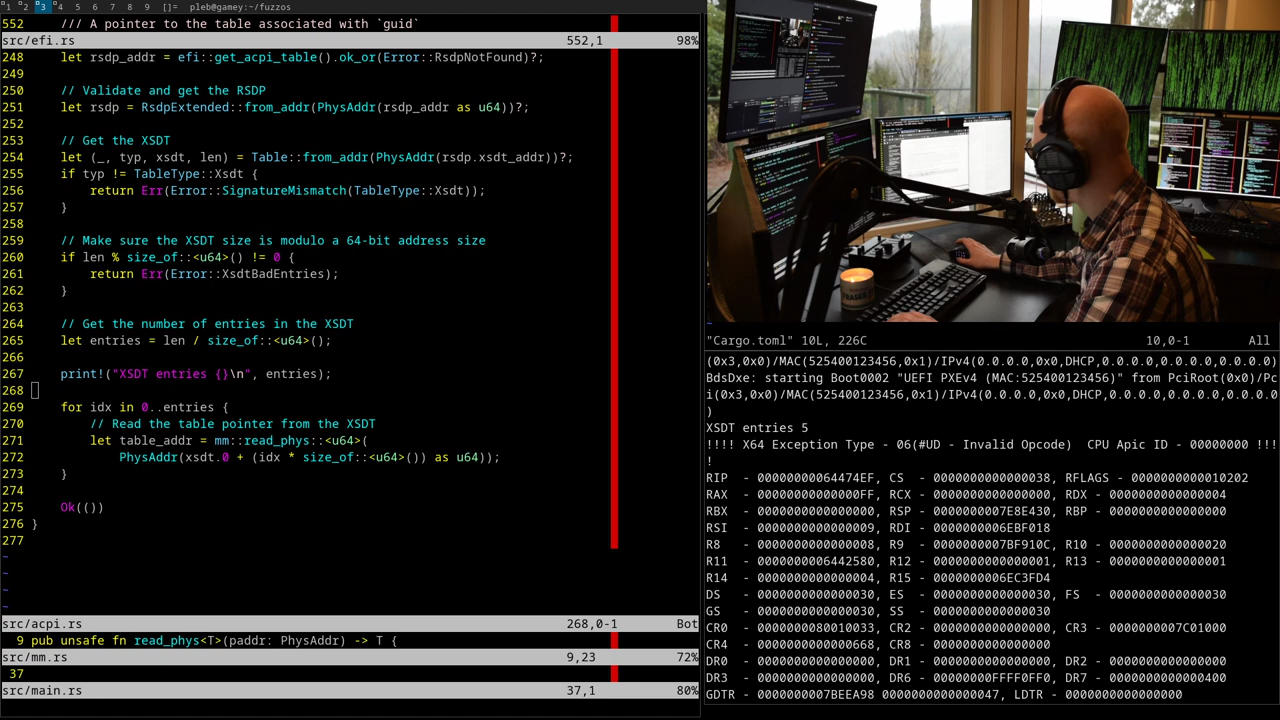 1 2 3 4 5 6 7 8 9 []= pleb@gamey:~/fuzzos
552 /// A pointer to the table associated with `guid`
src/efi.rs 552,1 98%
248 let rsdp_addr = efi::get_acpi_table().ok_or(Error::RsdpNotFound)?;
249
250 // Validate and get the RSDP
251 let rsdp = RsdpExtended::from_addr(PhysAddr(rsdp_addr as u64))?;
252
253 // Get the XSDT
254 let (_, typ, xsdt, len) = Table::from_addr(PhysAddr(rsdp.xsdt_addr))?;
255 if typ != TableType::Xsdt {
256 return Err(Error::SignatureMismatch(TableType::Xsdt));
257 }
258
259 // Make sure the XSDT size is modulo a 64-bit address size
260 if len % size_of::<u64>() != 0 {
261 return Err(Error::XsdtBadEntries);
262 }
263
264 // Get the number of entries in the XSDT
265 let entries = len / size_of::<u64>();
266
267 print!("XSDT entries {}\n", entries);
268
269 for idx in 0..entries {
270 // Read the table pointer from the XSDT
271 let table_addr = mm::read_phys::<u64>(
272 PhysAddr(xsdt.0 + (idx * size_of::<u64>()) as u64));
273 }
274
275 Ok(())
276 }
277
~
~
~
~
src/acpi.rs 268,0-1 Bot
9 pub unsafe fn read_phys<T>(paddr: PhysAddr) -> T {
src/mm.rs 9,23 72%
37
src/main.rs 37,1 80%
~
"Cargo.toml" 10L, 226C 10,0-1 All
(0x3,0x0)/MAC(525400123456,0x1)/IPv4(0.0.0.0,0x0,DHCP,0.0.0.0,0.0.0.0,0.0.0.0)
BdsDxe: starting Boot0002 "UEFI PXEv4 (MAC:525400123456)" from PciRoot(0x0)/Pc
i(0x3,0x0)/MAC(525400123456,0x1)/IPv4(0.0.0.0,0x0,DHCP,0.0.0.0,0.0.0.0,0.0.0.0
)
XSDT entries 5
!!!! X64 Exception Type - 06(#UD - Invalid Opcode) CPU Apic ID - 00000000 !!!
!
RIP - 00000000064474EF, CS - 0000000000000038, RFLAGS - 0000000000010202
RAX - 00000000000000FF, RCX - 0000000000000000, RDX - 0000000000000004
RBX - 0000000000000000, RSP - 0000000007E8E430, RBP - 0000000000000000
RSI - 0000000000000009, RDI - 0000000006EBF018
R8 - 0000000000000008, R9 - 0000000007BF910C, R10 - 0000000000000020
R11 - 0000000006442580, R12 - 0000000000000001, R13 - 0000000000000001
R14 - 0000000000000004, R15 - 0000000006EC3FD4
DS - 0000000000000030, ES - 0000000000000030, FS - 0000000000000030
GS - 0000000000000030, SS - 0000000000000030
CR0 - 0000000080010033, CR2 - 0000000000000000, CR3 - 0000000007C01000
CR4 - 0000000000000668, CR8 - 0000000000000000
DR0 - 0000000000000000, DR1 - 0000000000000000, DR2 - 0000000000000000
DR3 - 0000000000000000, DR6 - 00000000FFFF0FF0, DR7 - 0000000000000400
GDTR - 0000000007BEEA98 0000000000000047, LDTR - 0000000000000000